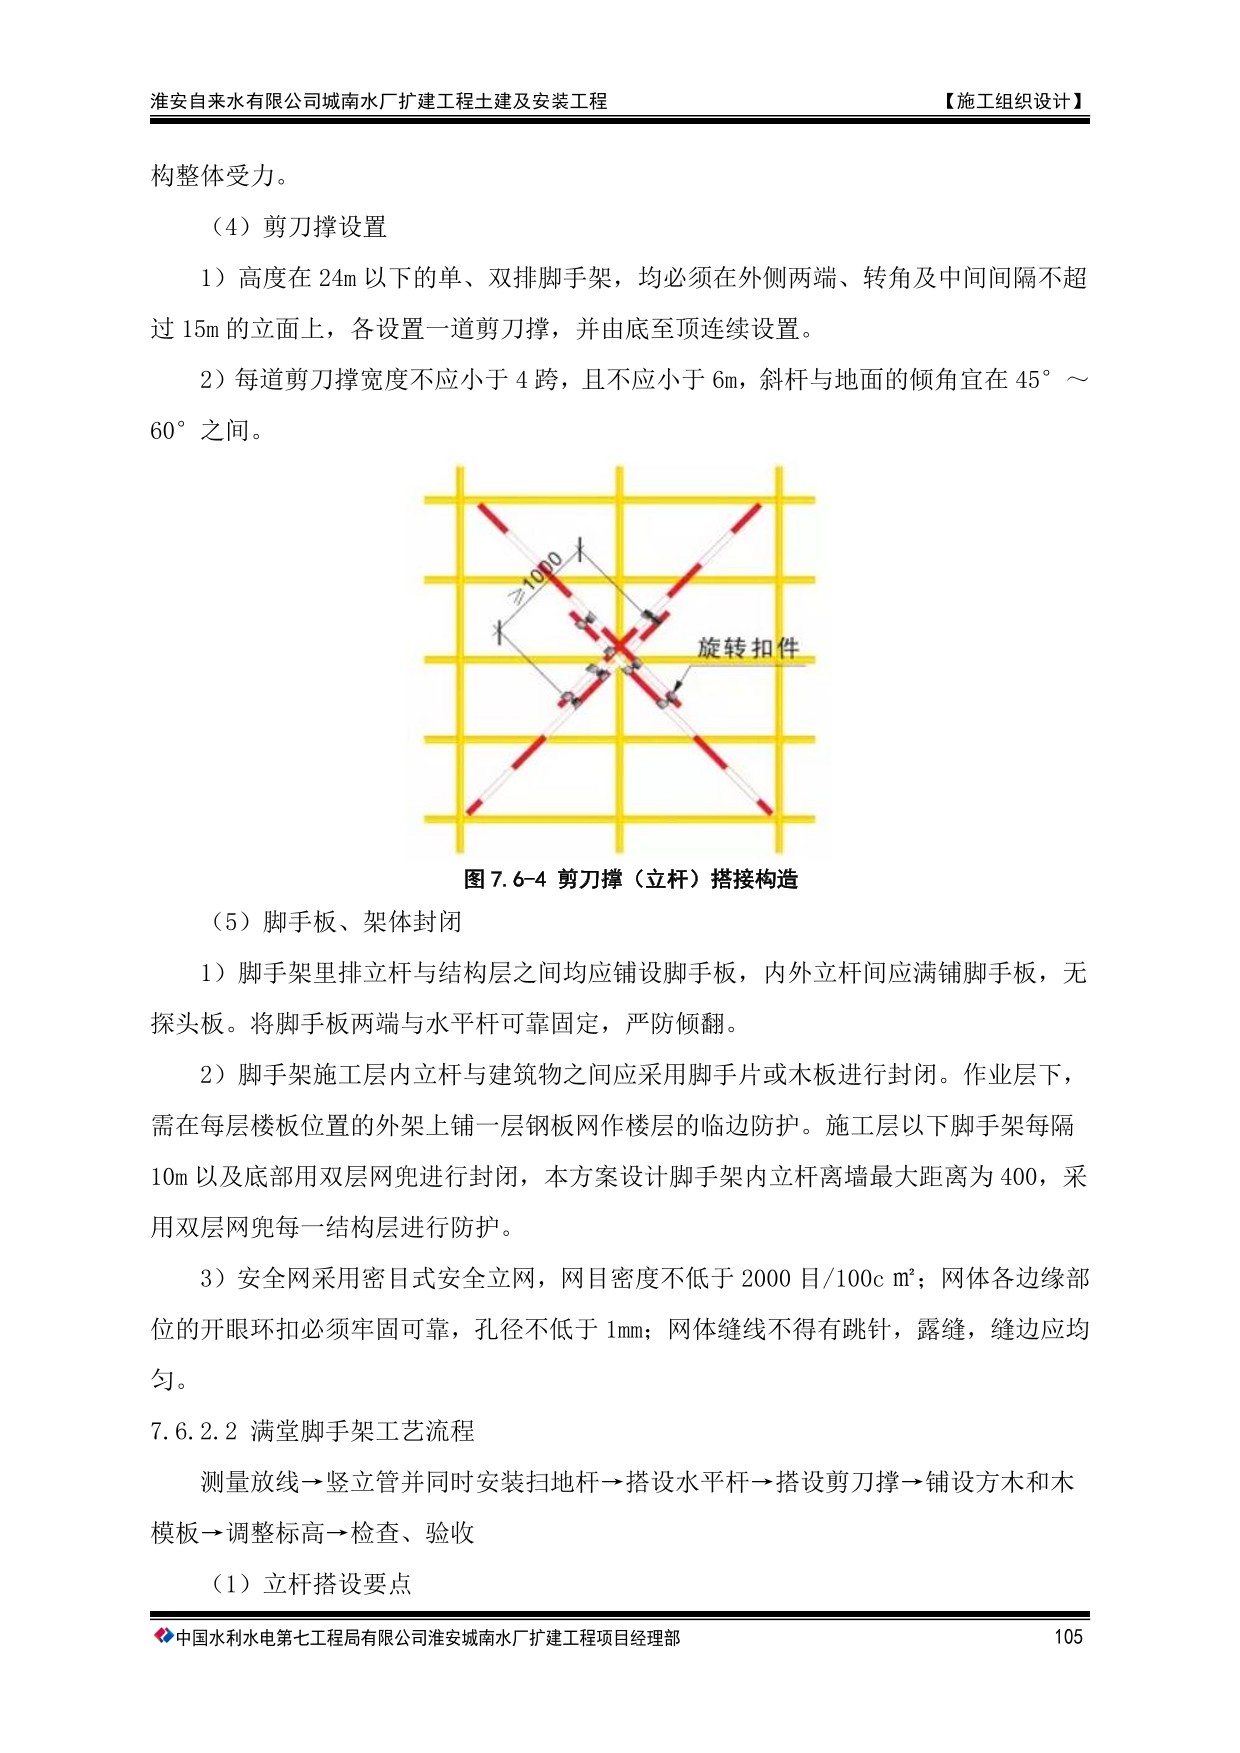 淮安自来水有限公司城南水厂扩建工程土建及安装工程 【施工组织设计】
构整体受力。
（4）剪刀撑设置
1）高度在 24m 以下的单、双排脚手架，均必须在外侧两端、转角及中间间隔不超
过 15m 的立面上，各设置一道剪刀撑，并由底至顶连续设置。
2）每道剪刀撑宽度不应小于 4 跨，且不应小于 6m，斜杆与地面的倾角宜在 45°～
60°之间。
≥1000
旋转扣件
图 7.6-4 剪刀撑（立杆）搭接构造
（5）脚手板、架体封闭
1）脚手架里排立杆与结构层之间均应铺设脚手板，内外立杆间应满铺脚手板，无
探头板。将脚手板两端与水平杆可靠固定，严防倾翻。
2）脚手架施工层内立杆与建筑物之间应采用脚手片或木板进行封闭。作业层下，
需在每层楼板位置的外架上铺一层钢板网作楼层的临边防护。施工层以下脚手架每隔
10m 以及底部用双层网兜进行封闭，本方案设计脚手架内立杆离墙最大距离为 400，采
用双层网兜每一结构层进行防护。
3）安全网采用密目式安全立网，网目密度不低于 2000 目/100c ㎡；网体各边缘部
位的开眼环扣必须牢固可靠，孔径不低于 1mm；网体缝线不得有跳针，露缝，缝边应均
匀。
7.6.2.2 满堂脚手架工艺流程
测量放线→竖立管并同时安装扫地杆→搭设水平杆→搭设剪刀撑→铺设方木和木
模板→调整标高→检查、验收
（1）立杆搭设要点
中国水利水电第七工程局有限公司淮安城南水厂扩建工程项目经理部 105